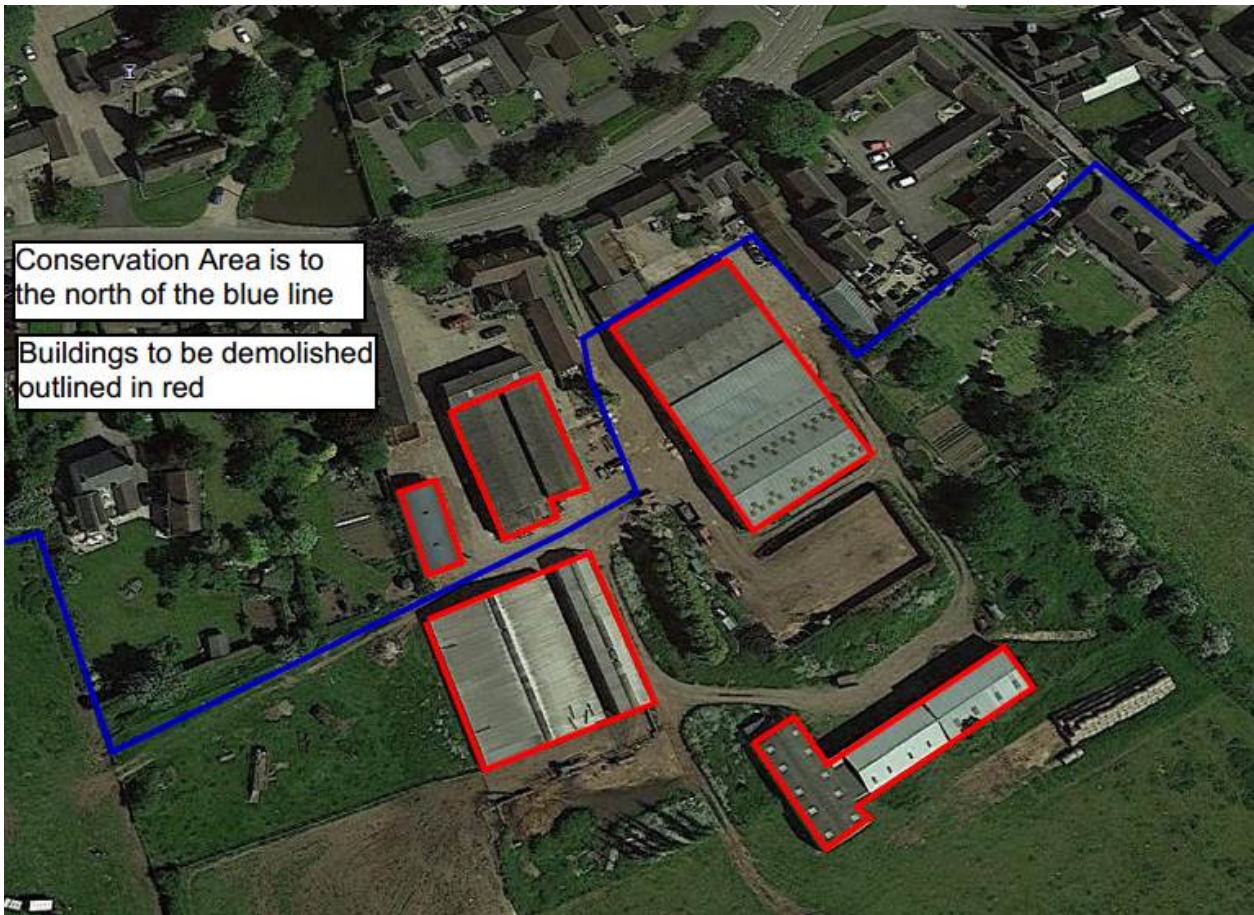 Conservation Area is to
the north of the blue line
Buildings to be demolished
outlined in red